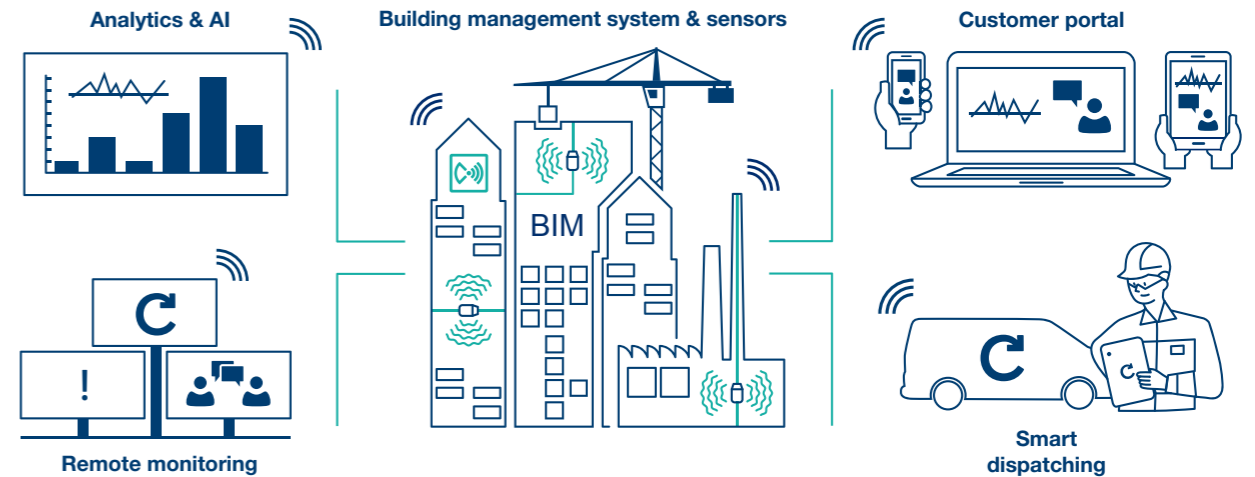 Analytics & AI
Building management system & sensors
Customer portal
BIM
!
Remote monitoring
Smart
dispatching